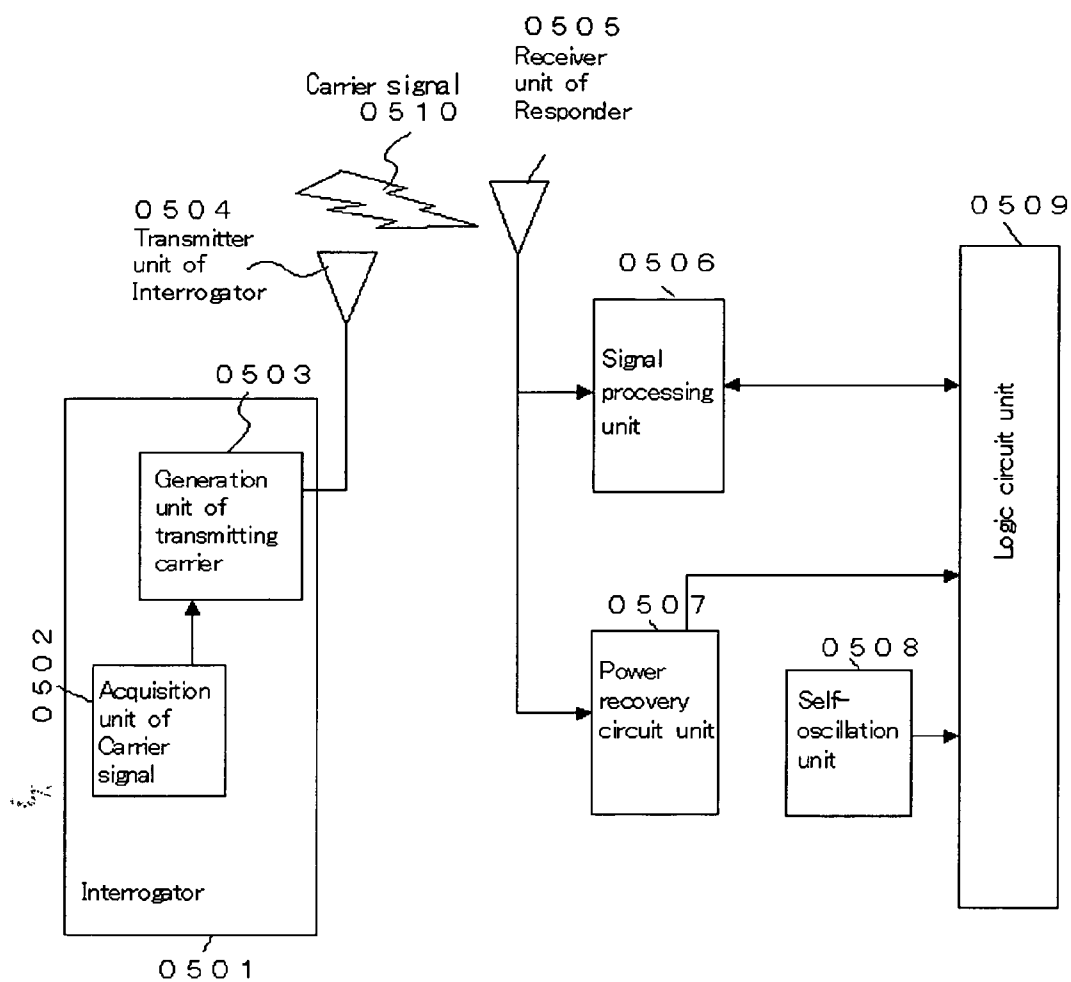 0505
Receiver
unit of
Responder
Carrier signal
0510
0504
Transmitter
unit of
Interrogator
0509
0506
Signal
processing
unit
0503
Generation
unit of
transmitting
carrier
Logic circuit unit
0507
Power
recovery
circuit unit
0508
Self-
oscillation
unit
0502
Acquisition
unit of
Carrier
signal
Interrogator
0501